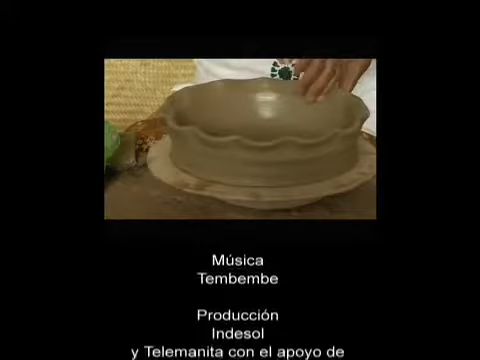 Música
Tembembe
Producción
Indesol
y Telemanita con el apoyo de